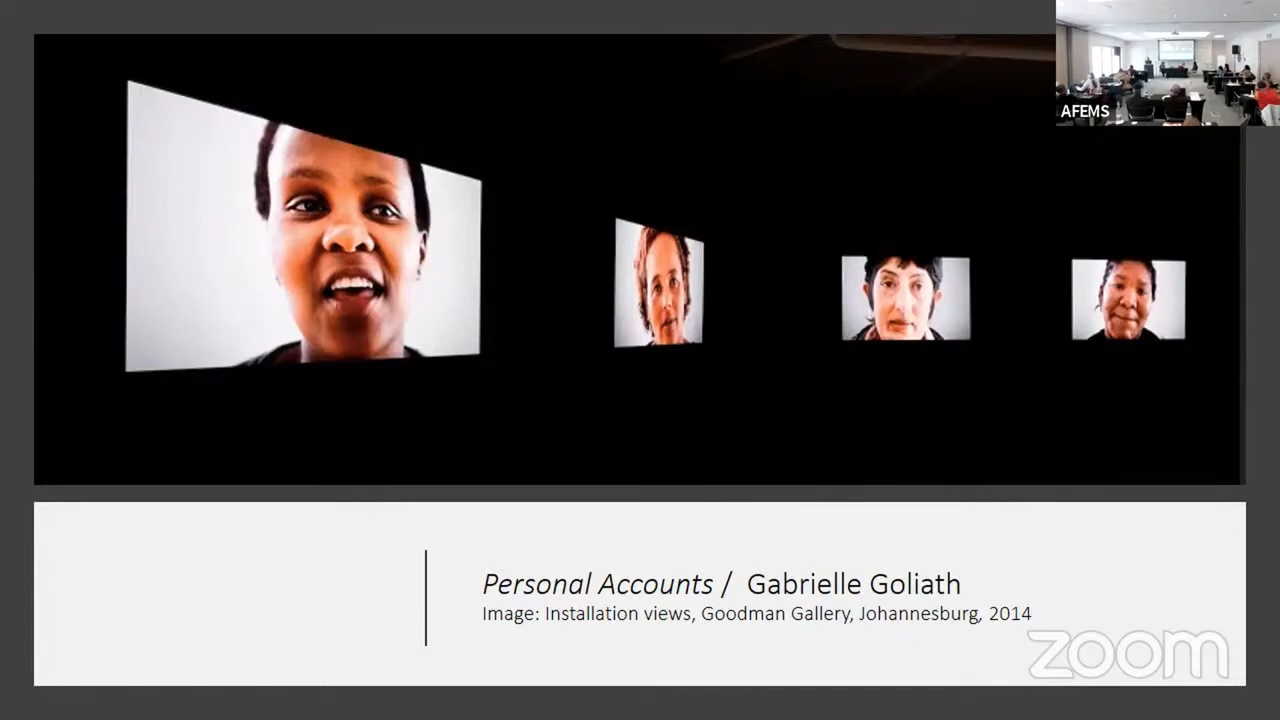 AFEMS
Personal Accounts / Gabrielle Goliath
Image: Installation views, Goodman Gallery, Johannesburg, 2014
zoom